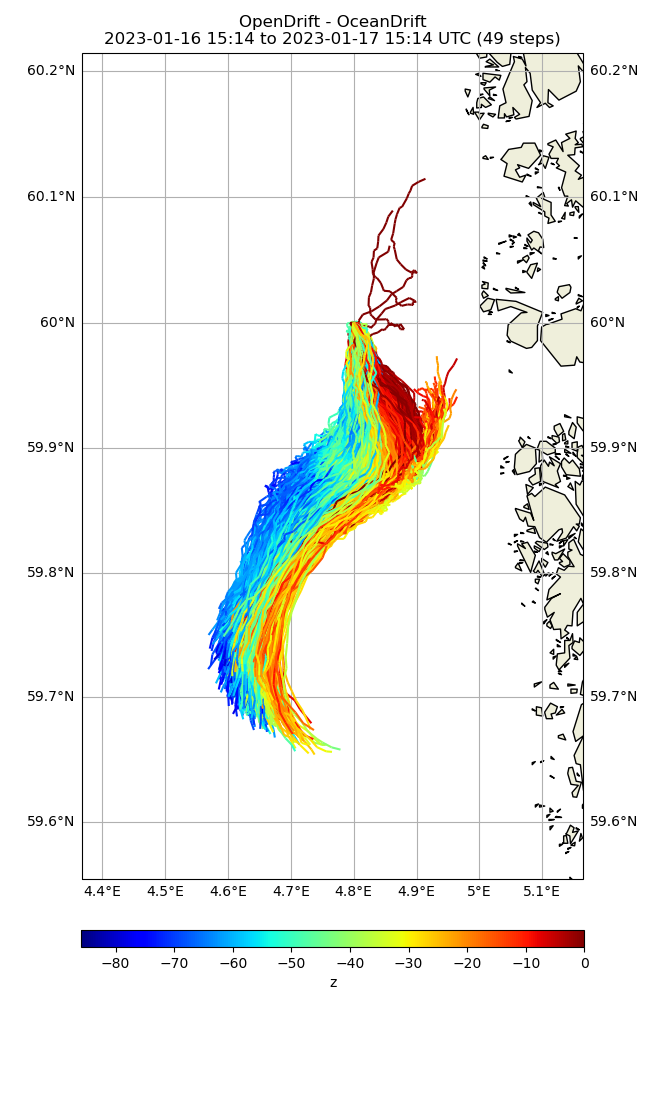 OpenDrift - OceanDrift
2023-01-16 15:14 to 2023-01-17 15:14 UTC (49 steps)
60.2°N 60.2°N
60.1°N 60.1°N
60°N 60°N
59.9°N 59.9°N
59.8°N 59.8°N
59.7°N 59.7°N
59.6°N 59.6°N
4.4°E 4.5°E 4.6°E 4.7°E 4.8°E 4.9°E 5°E 5.1°E
−80 −70 −60 −50 −40 −30 −20 −10 0
z